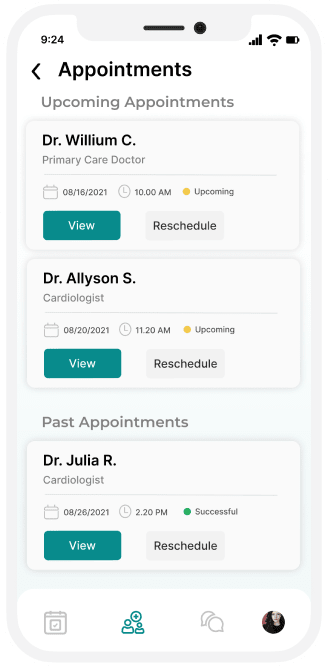 9:24
Appointments
Upcoming Appointments
Dr. Willium C.
Primary Care Doctor
08/16/2021 10.00 AM Upcoming
View Reschedule
Dr. Allyson S.
Cardiologist
08/20/2021 11.20 AM Upcoming
View Reschedule
Past Appointments
Dr. Julia R.
Cardiologist
08/26/2021 2.20 PM Successful
View Reschedule